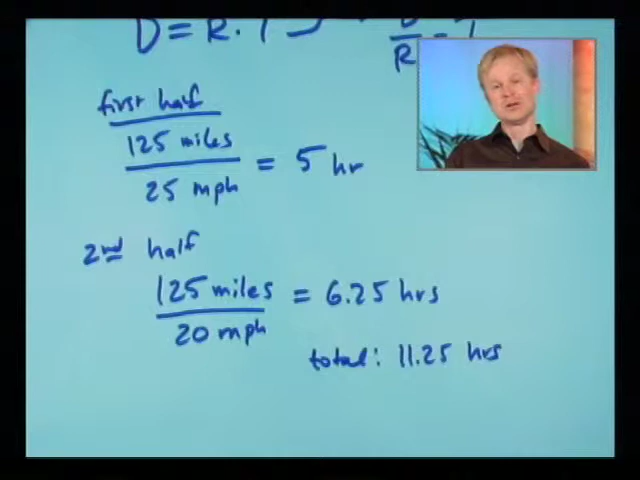 D = R. T
R
first half
125 miles
25 mph
= 5 hr
2nd half
125 miles
20 mph
= 6.25 hrs
total: 11.25 hrs